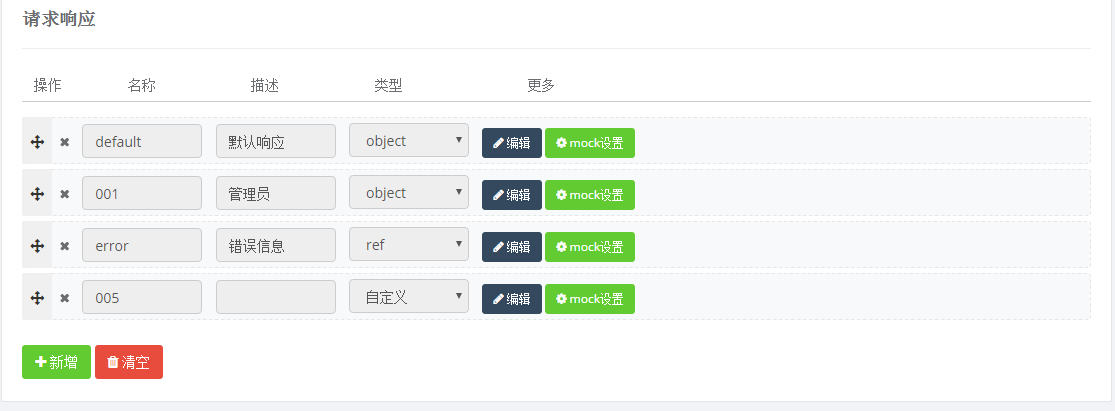 请求响应
操作 名称 描述 类型 更多
default 默认响应 object 编辑 mock设置
001 管理员 object 编辑 mock设置
error 错误信息 ref 编辑 mock设置
005 自定义 编辑 mock设置
新增 清空